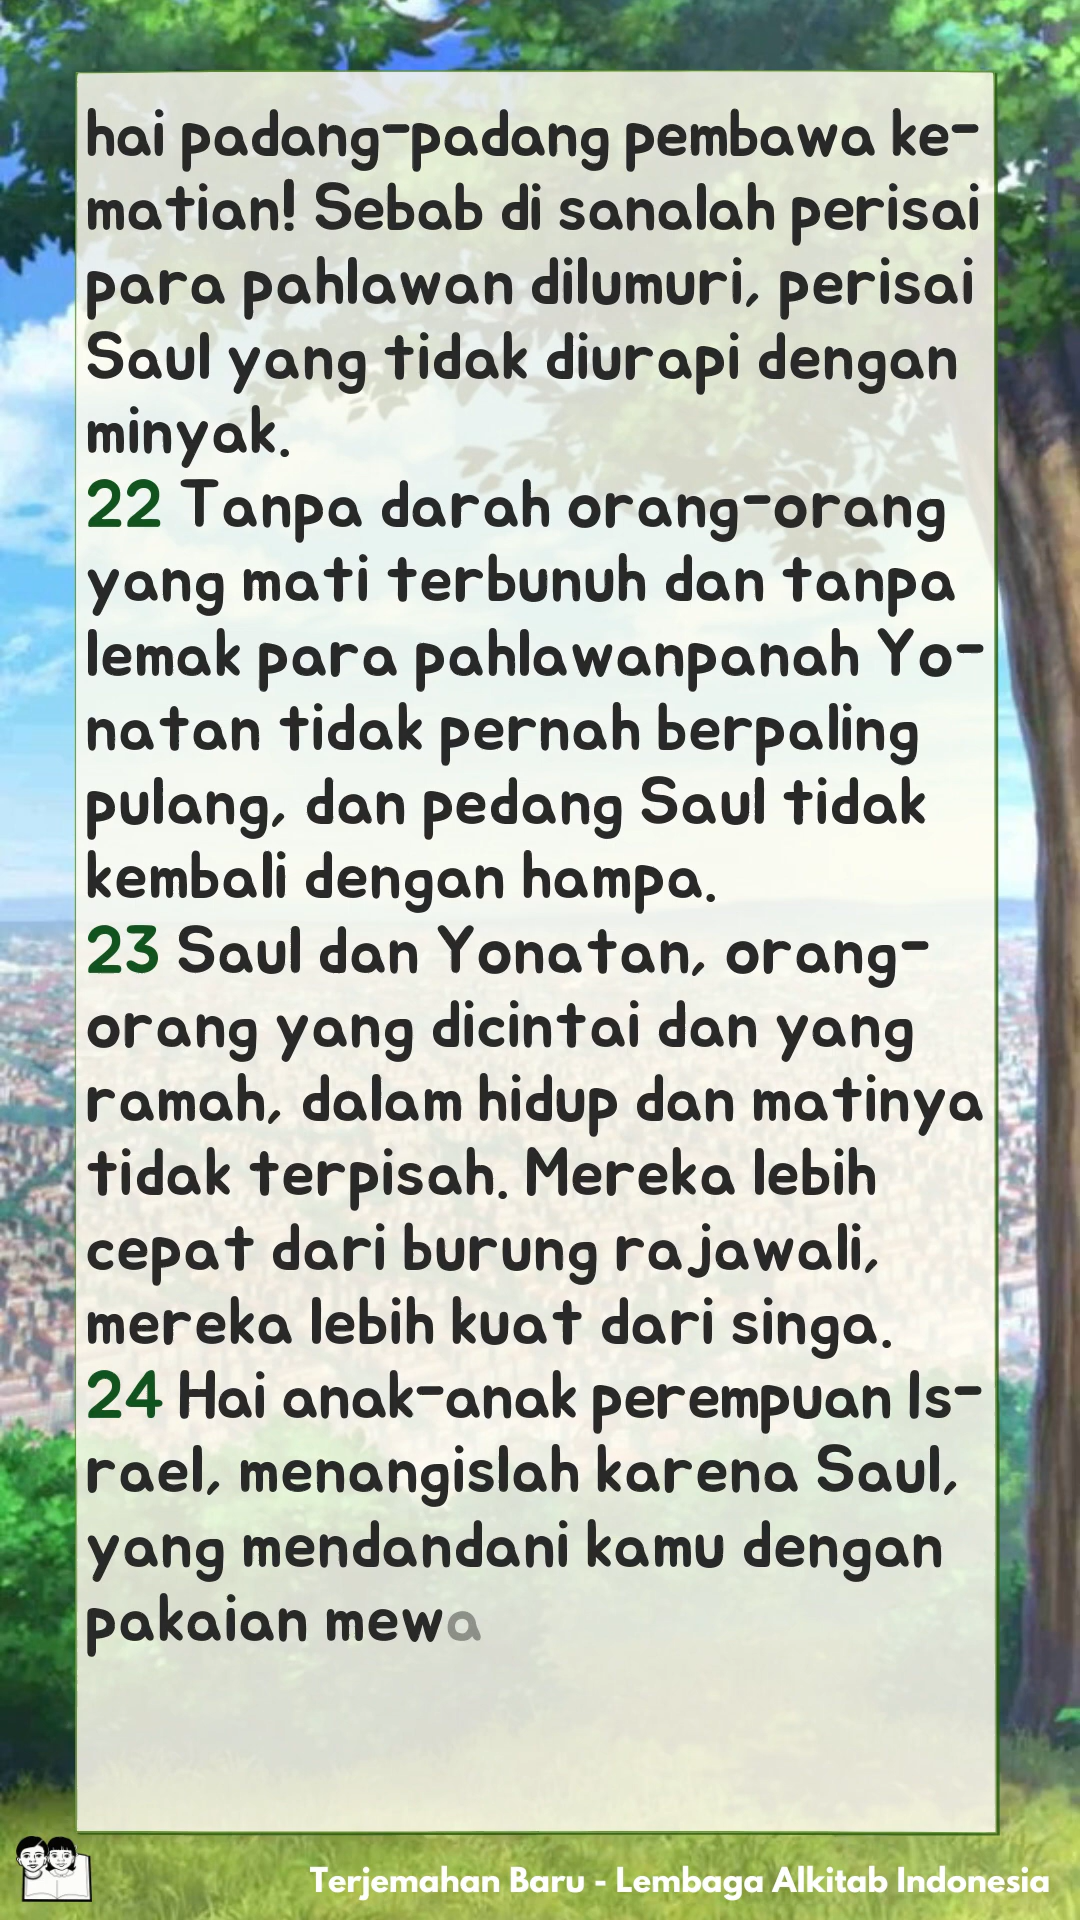 hai padang-padang pembawa ke-
matian! Sebab di sanalah perisai
para pahlawan dilumuri, perisai
Saul yang tidak diurapi dengan
minyak.
22 Tanpa darah orang-orang
yang mati terbunuh dan tanpa
lemak para pahlawanpanah Yo-
natan tidak pernah berpaling
pulang, dan pedang Saul tidak
kembali dengan hampa.
23 Saul dan Yonatan, orang-
orang yang dicintai dan yang
ramah, dalam hidup dan matinya
tidak terpisah. Mereka lebih
cepat dari burung rajawali,
mereka lebih kuat dari singa.
24 Hai anak-anak perempuan Is-
rael, menangislah karena Saul,
yang mendandani kamu dengan
pakaian mewa
Terjemahan Baru - Lembaga Alkitab Indonesia